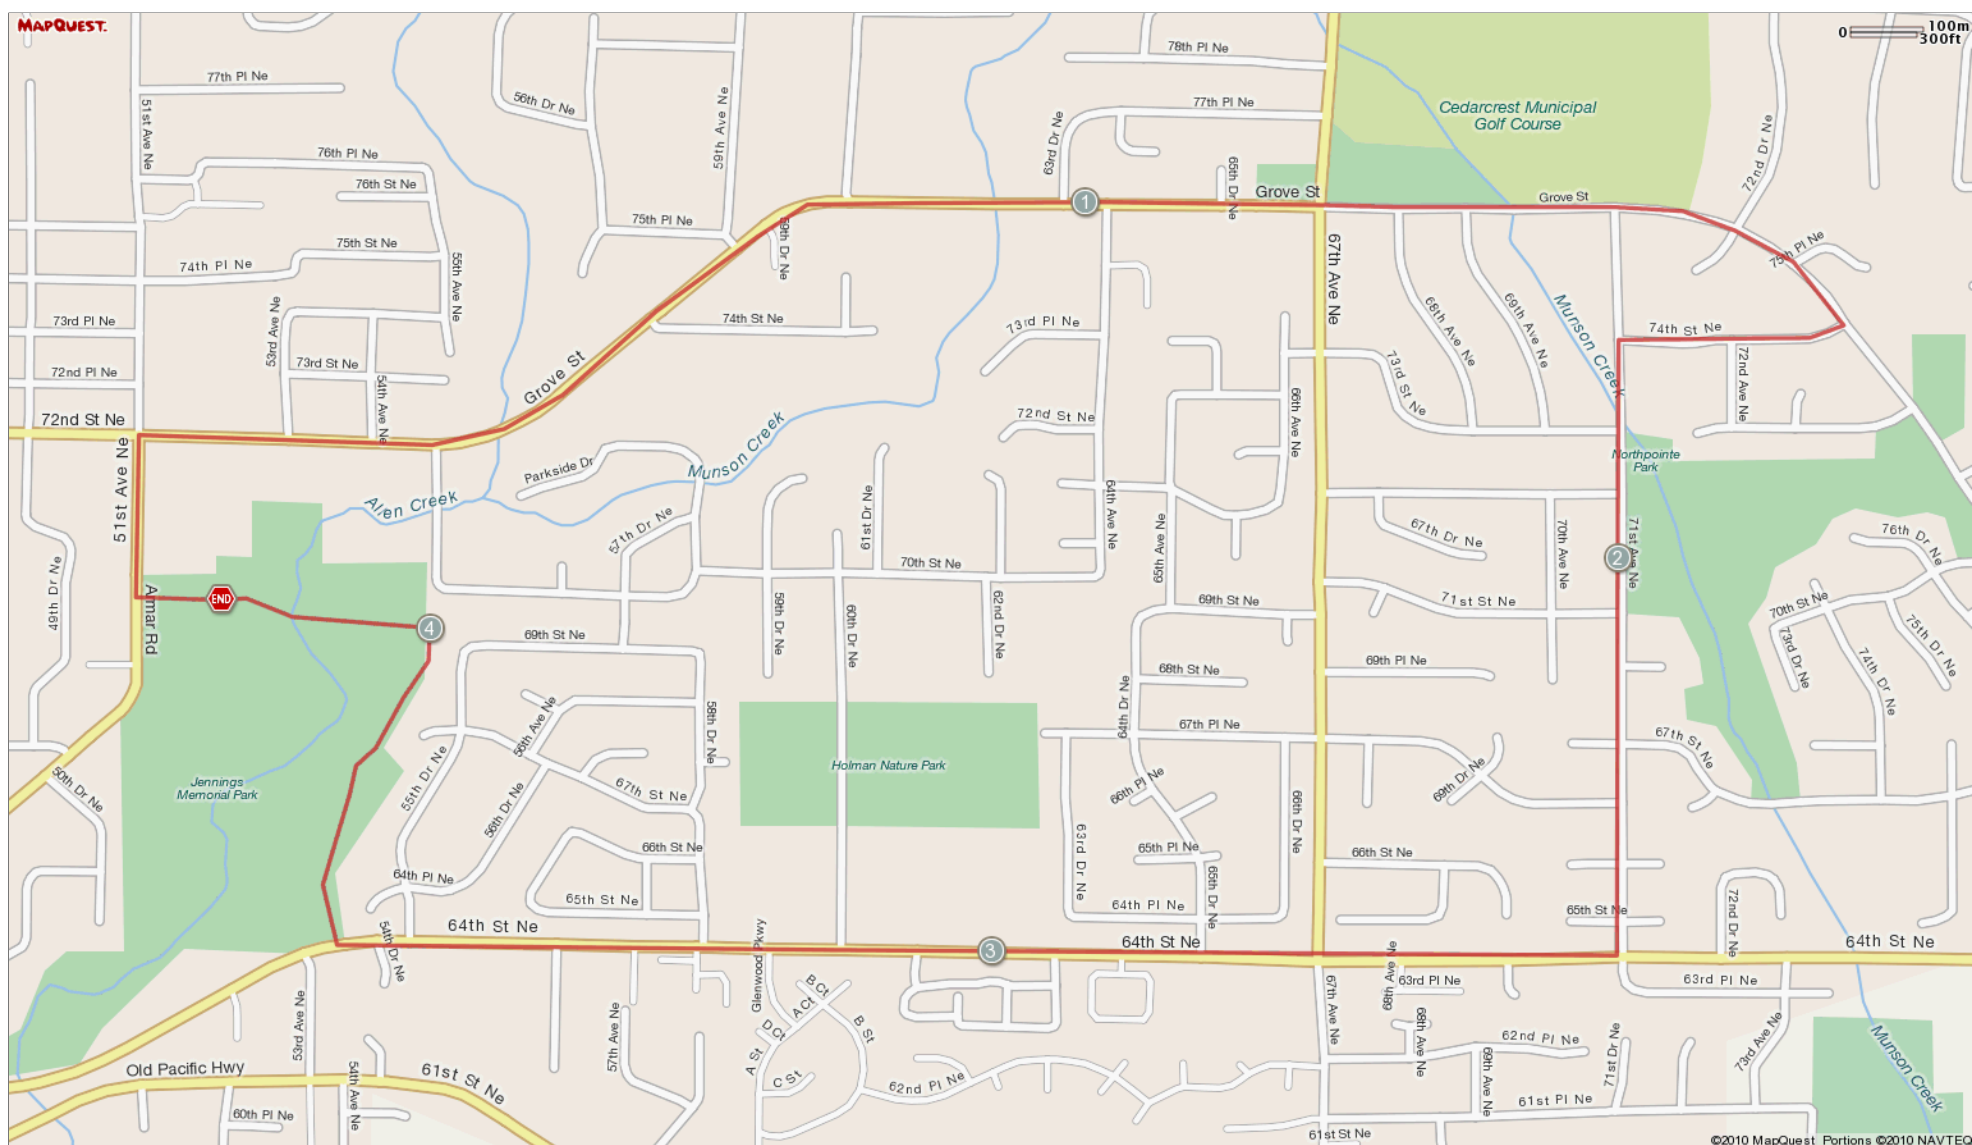 MAPQUEST.
0 100m
300ft
78th Pl Ne
77th Pl Ne
51st Ave Ne
56th Dr Ne
59th Ave Ne
77th Pl Ne
63rd Dr Ne
Cedarcrest Municipal
Golf Course
72nd Dr Ne
76th Pl Ne
76th St Ne
65th Dr Ne
Grove St
Grove St
1
75th Pl Ne
59th Dr Ne
75th St Ne
74th Pl Ne
55th Ave Ne
67th Ave Ne
75th Pl Ne
73rd Pl Ne
53rd Ave Ne
74th St Ne
73rd Pl Ne
68th Ave Ne
69th Ave Ne
Munson Creek
74th St Ne
72nd Ave Ne
73rd St Ne
72nd Pl Ne
54th Ave Ne
Grove St
73rd St Ne
66th Ave Ne
72nd St Ne
72nd St Ne
51st Ave Ne
Parkside Dr
Munson Creek
Allen Creek
Northpointe
Park
57th Dr Ne
61st Dr Ne
64th Ave Ne
65th Ave Ne
67th Dr Ne
70th Ave Ne
71st Ave Ne
2
76th Dr Ne
49th Dr Ne
Armar Rd
END
4
70th St Ne
59th Dr Ne
60th Dr Ne
62nd Dr Ne
69th St Ne
71st St Ne
70th St Ne
73rd Dr Ne
74th Dr Ne
75th Dr Ne
69th St Ne
68th St Ne
69th Pl Ne
56th Ave Ne
58th Dr Ne
64th Dr Ne
67th Pl Ne
67th St Ne
50th Dr Ne
Jennings
Memorial Park
55th Dr Ne
56th Dr Ne
67th St Ne
Holman Nature Park
66th Pl Ne
66th Dr Ne
69th Dr Ne
66th St Ne
63rd Dr Ne
65th Pl Ne
66th St Ne
64th Pl Ne
65th St Ne
64th Pl Ne
65th Dr Ne
65th St Ne
72nd Dr Ne
64th St Ne
54th Dr Ne
Glenwood Pkwy
3
64th St Ne
69th Ave Ne
64th St Ne
63rd Pl Ne
63rd Pl Ne
53rd Ave Ne
57th Ave Ne
B Ct
A Ct
D Ct
B St
A St
C St
67th Ave Ne
68th Ave Ne
62nd Pl Ne
71st Dr Ne
73rd Ave Ne
Munson Creek
Old Pacific Hwy
54th Ave Ne
61st St Ne
62nd Pl Ne
69th Ave Ne
61st Pl Ne
60th Pl Ne
61st St Ne
©2010 MapQuest Portions ©2010 NAVTEQ